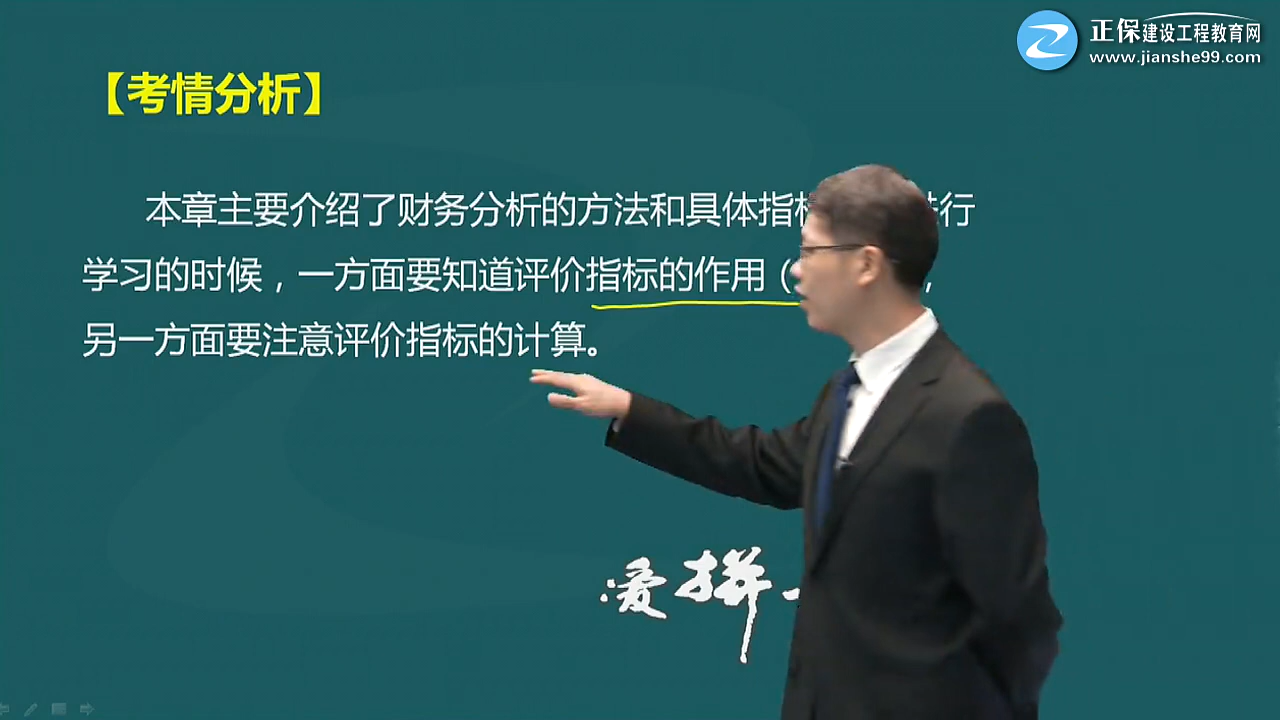 正保建设工程教育网
www.jianshe99.com
【考情分析】
本章主要介绍了财务分析的方法和具体指 行
学习的时候，一方面要知道评价指标的作用（ ，
另一方面要注意评价指标的计算。
爱拼